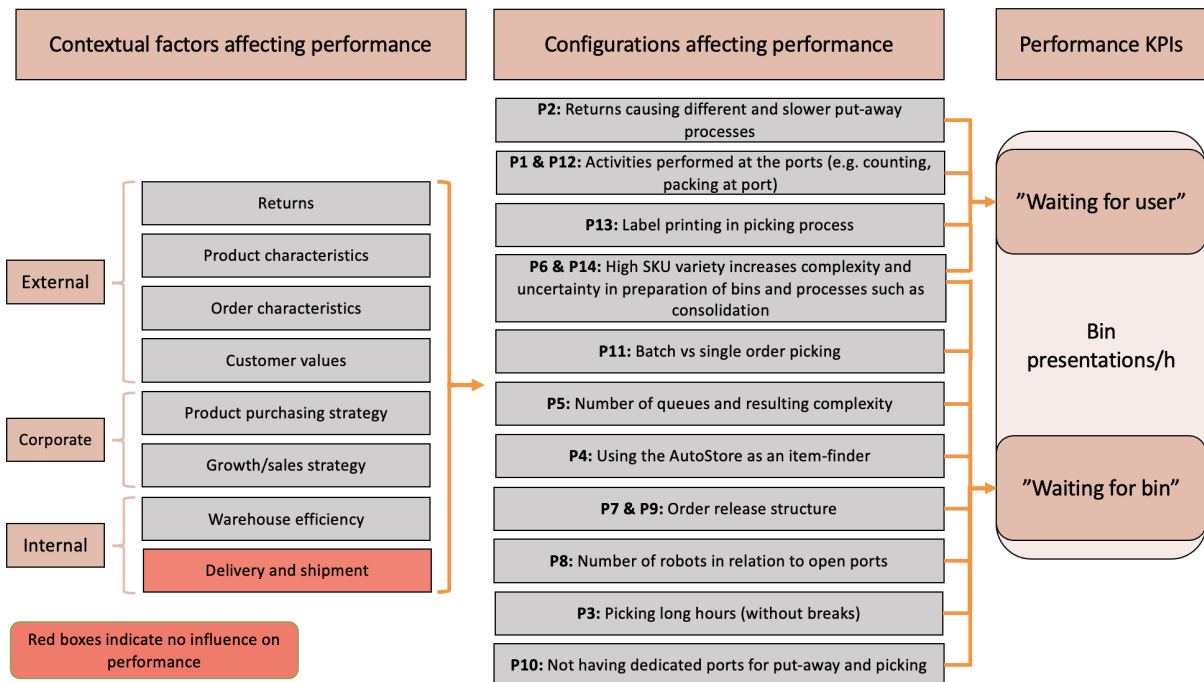 Contextual factors affecting performance
Configurations affecting performance
Performance KPIs
External
Corporate
Internal
Returns
Product characteristics
Order characteristics
Customer values
Product purchasing strategy
Growth/sales strategy
Warehouse efficiency
Delivery and shipment
Red boxes indicate no influence on
performance
P2: Returns causing different and slower put-away
processes
P1 & P12: Activities performed at the ports (e.g. counting,
packing at port)
P13: Label printing in picking process
P6 & P14: High SKU variety increases complexity and
uncertainty in preparation of bins and processes such as
consolidation
P11: Batch vs single order picking
P5: Number of queues and resulting complexity
P4: Using the AutoStore as an item-finder
P7 & P9: Order release structure
P8: Number of robots in relation to open ports
P3: Picking long hours (without breaks)
P10: Not having dedicated ports for put-away and picking
”Waiting for user”
Bin
presentations/h
”Waiting for bin”